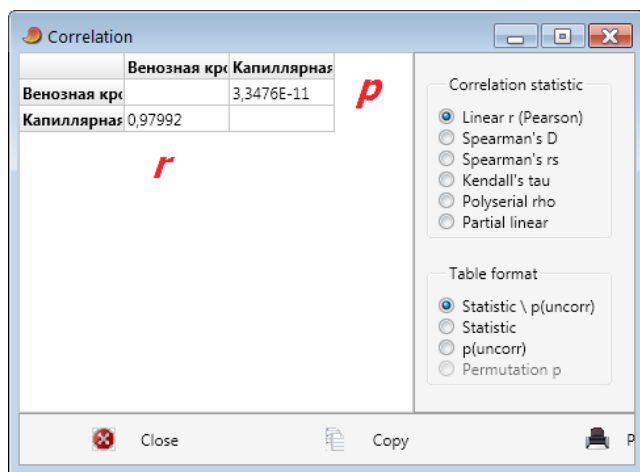 Correlation
Венозная кро Капиллярная
Венозная кро 3,3476E-11
Капиллярная 0,97992
p
r
Correlation statistic
Linear r (Pearson)
Spearman's D
Spearman's rs
Kendall's tau
Polyserial rho
Partial linear
Table format
Statistic \ p(uncorr)
Statistic
p(uncorr)
Permutation p
Close Copy P